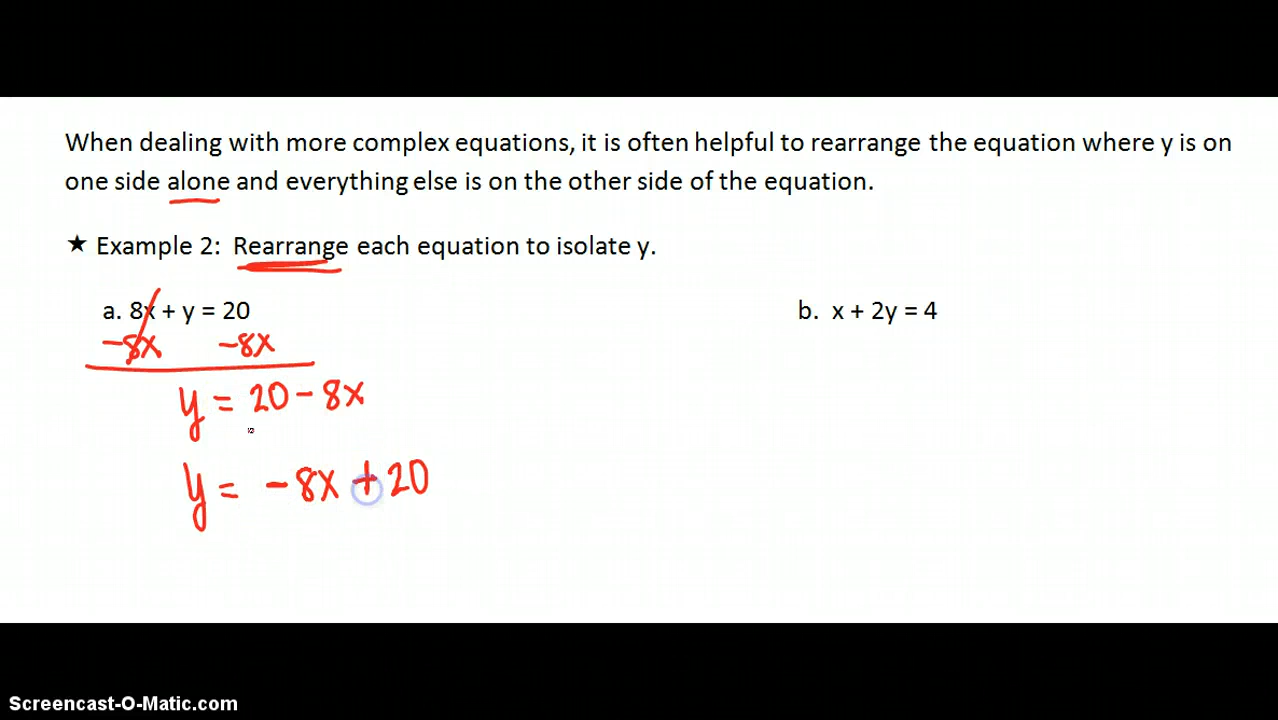 When dealing with more complex equations, it is often helpful to rearrange the equation where y is on
one side alone and everything else is on the other side of the equation.
★ Example 2: Rearrange each equation to isolate y.
a. 8x + y = 20
b. x + 2y = 4
-8x -8x
y = 20 - 8x
y = -8x + 20
Screencast-O-Matic.com